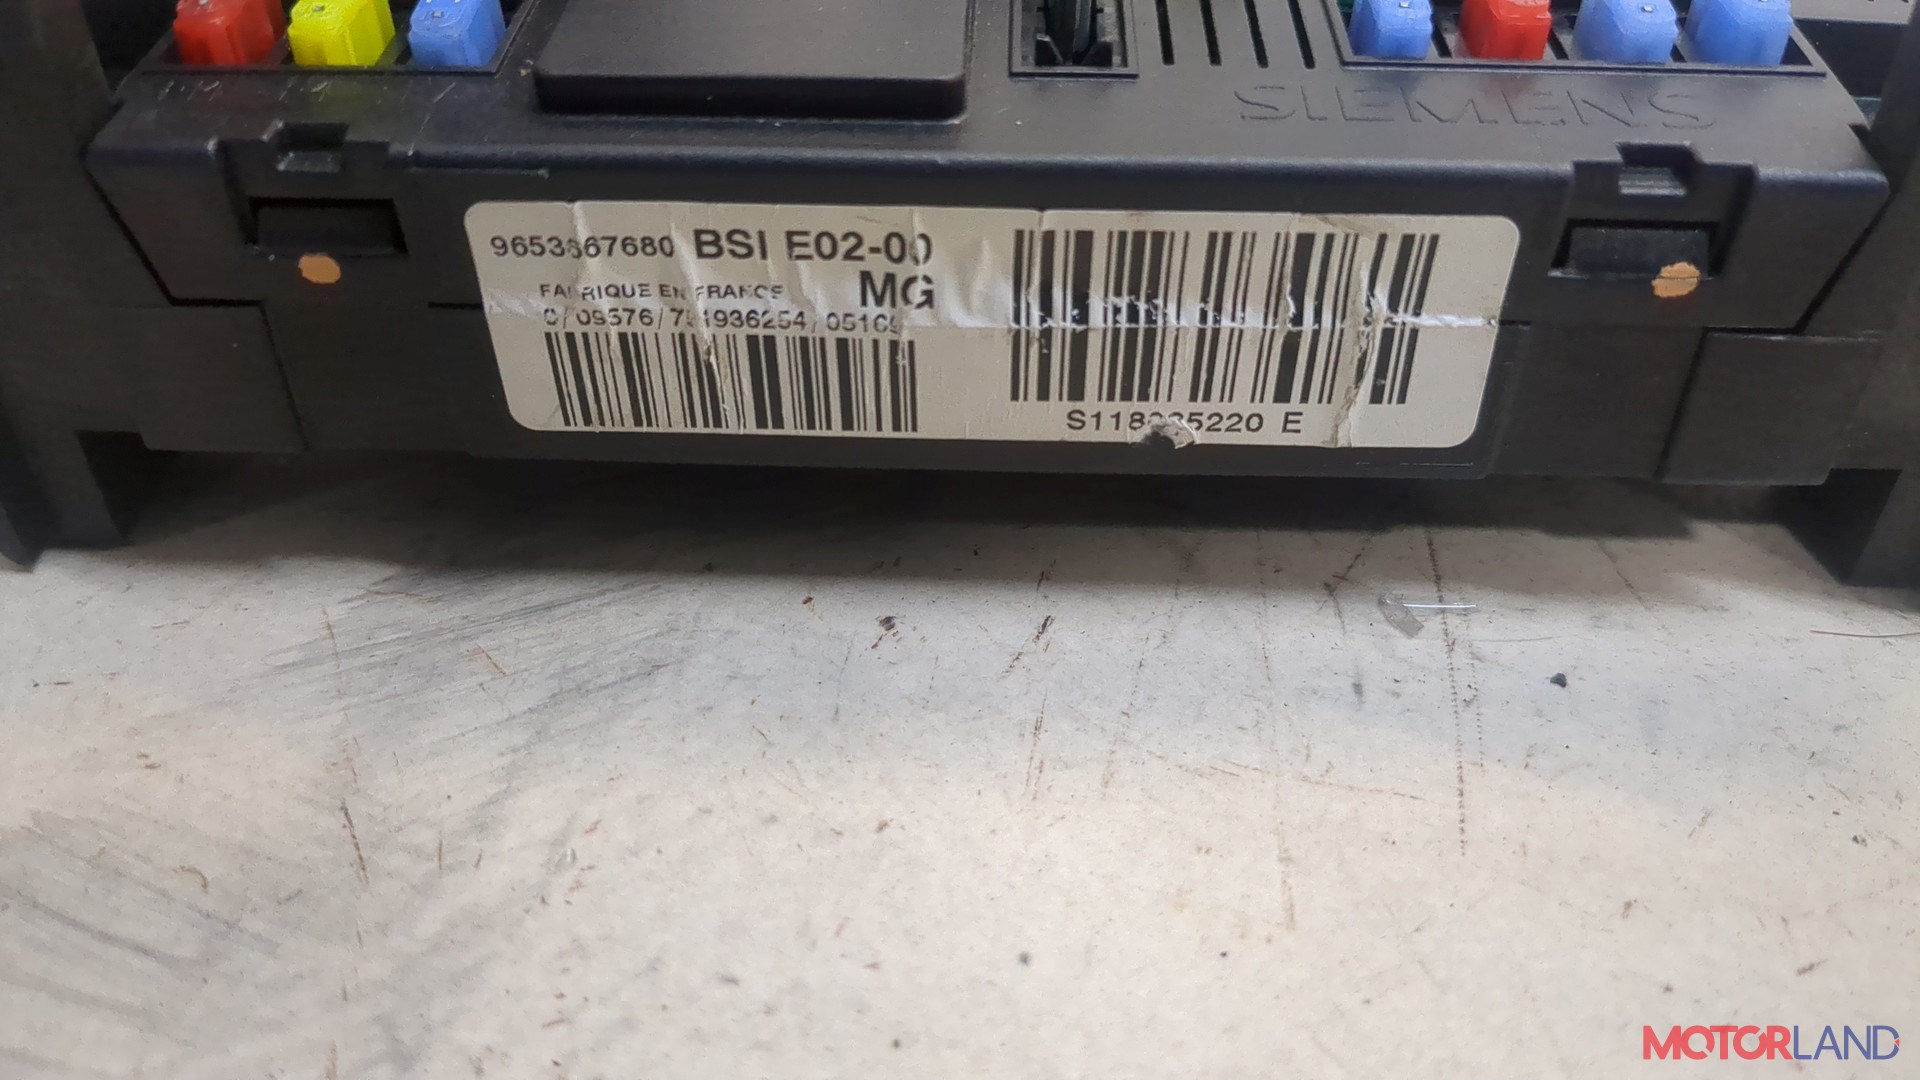 SIEMENS
9653667680 BSI E02-00
FABRIQUE EN FRANCE MG
S118085220 E
MOTORLAND